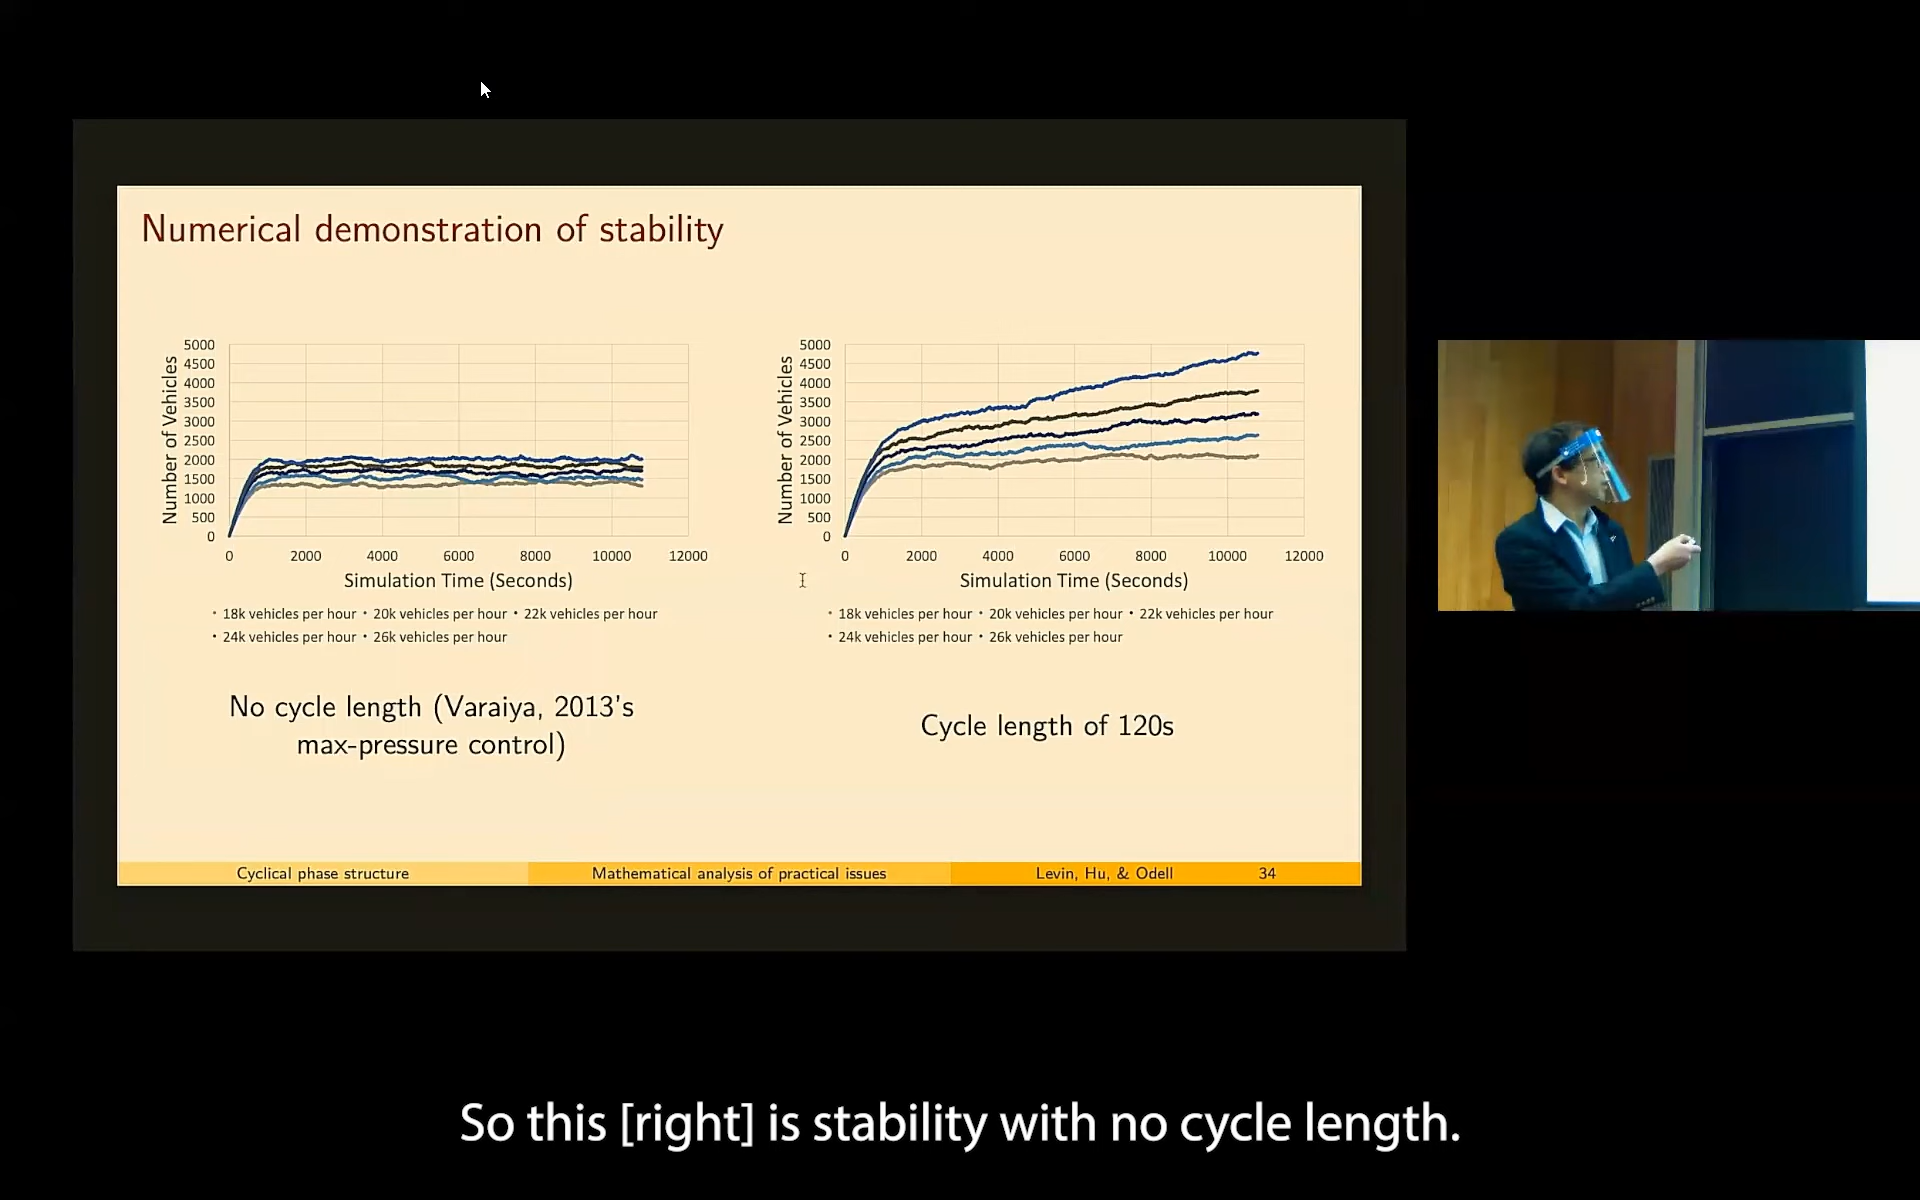 Numerical demonstration of stability
Number of Vehicles
5000
4500
4000
3500
3000
2500
2000
1500
1000
500
0
0 2000 4000 6000 8000 10000 12000
Simulation Time (Seconds)
• 18k vehicles per hour • 20k vehicles per hour • 22k vehicles per hour
• 24k vehicles per hour • 26k vehicles per hour
No cycle length (Varaiya, 2013's
max-pressure control)
Number of Vehicles
5000
4500
4000
3500
3000
2500
2000
1500
1000
500
0
0 2000 4000 6000 8000 10000 12000
Simulation Time (Seconds)
• 18k vehicles per hour • 20k vehicles per hour • 22k vehicles per hour
• 24k vehicles per hour • 26k vehicles per hour
Cycle length of 120s
Cyclical phase structure Mathematical analysis of practical issues Levin, Hu, & Odell 34
So this [right] is stability with no cycle length.